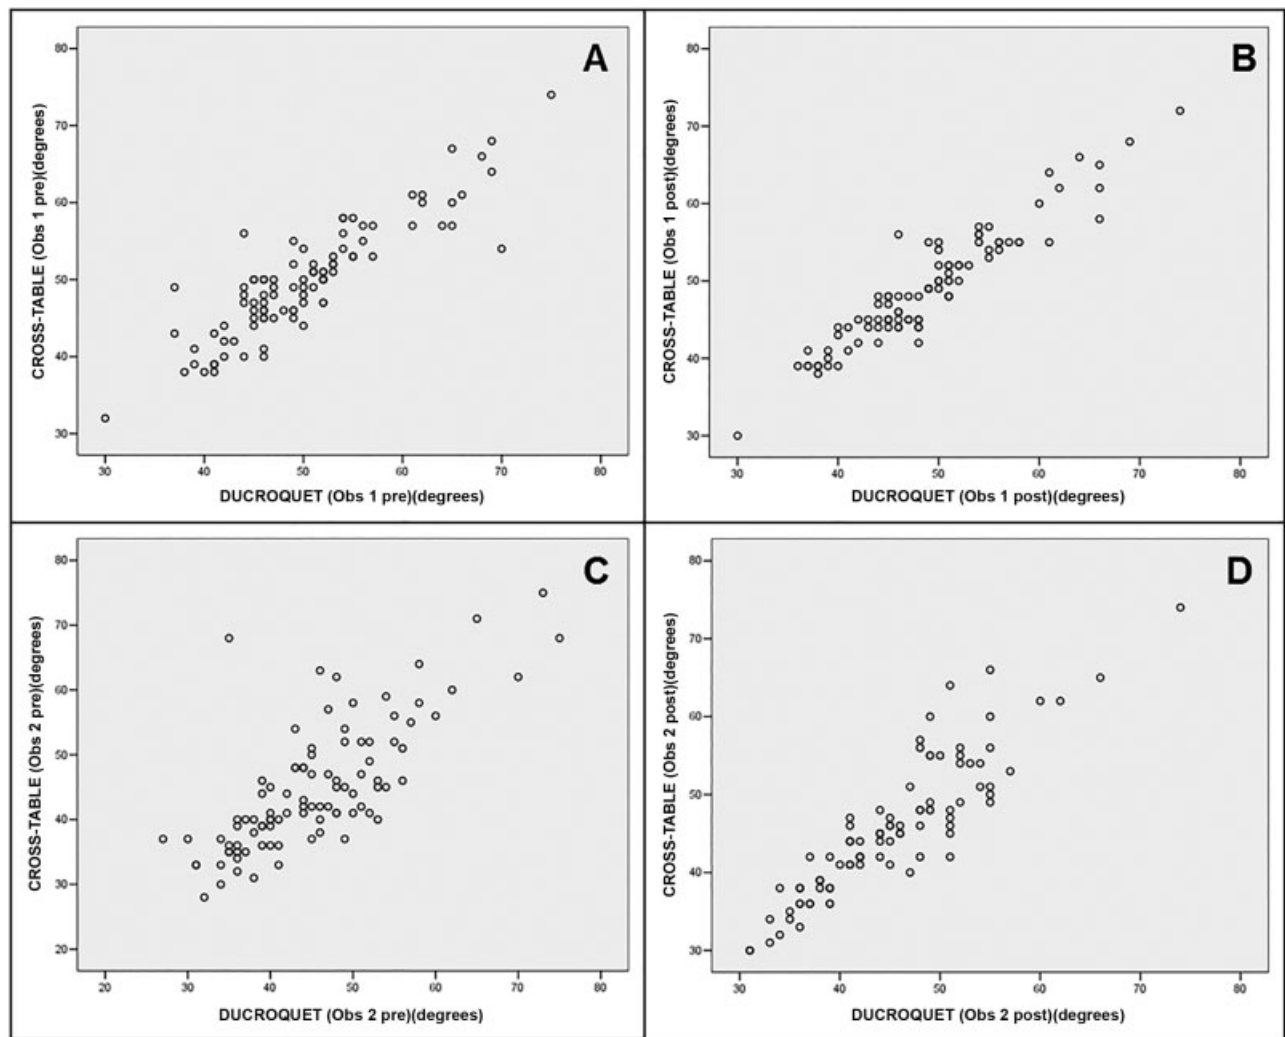 A
80
70
60
50
40
30
CROSS-TABLE (Obs 1 pre)(degrees)
30 40 50 60 70 80
DUCROQUET (Obs 1 pre)(degrees)
B
80
70
60
50
40
30
CROSS-TABLE (Obs 1 post)(degrees)
30 40 50 60 70 80
DUCROQUET (Obs 1 post)(degrees)
C
80
70
60
50
40
30
20
CROSS-TABLE (Obs 2 pre)(degrees)
20 30 40 50 60 70 80
DUCROQUET (Obs 2 pre)(degrees)
D
80
70
60
50
40
30
CROSS-TABLE (Obs 2 post)(degrees)
30 40 50 60 70 80
DUCROQUET (Obs 2 post)(degrees)